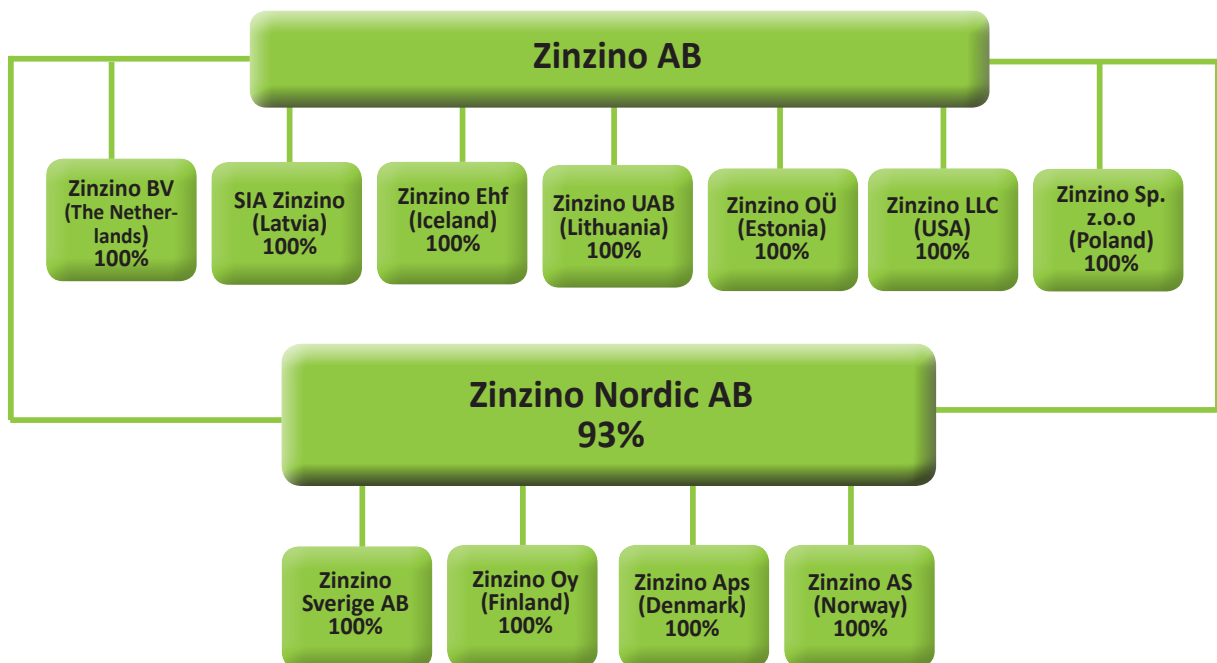 Zinzino AB
Zinzino BV
(The Nether-
lands)
100%
SIA Zinzino
(Latvia)
100%
Zinzino Ehf
(Iceland)
100%
Zinzino UAB
(Lithuania)
100%
Zinzino OÜ
(Estonia)
100%
Zinzino LLC
(USA)
100%
Zinzino Sp.
z.o.o
(Poland)
100%
Zinzino Nordic AB
93%
Zinzino
Sverige AB
100%
Zinzino Oy
(Finland)
100%
Zinzino Aps
(Denmark)
100%
Zinzino AS
(Norway)
100%